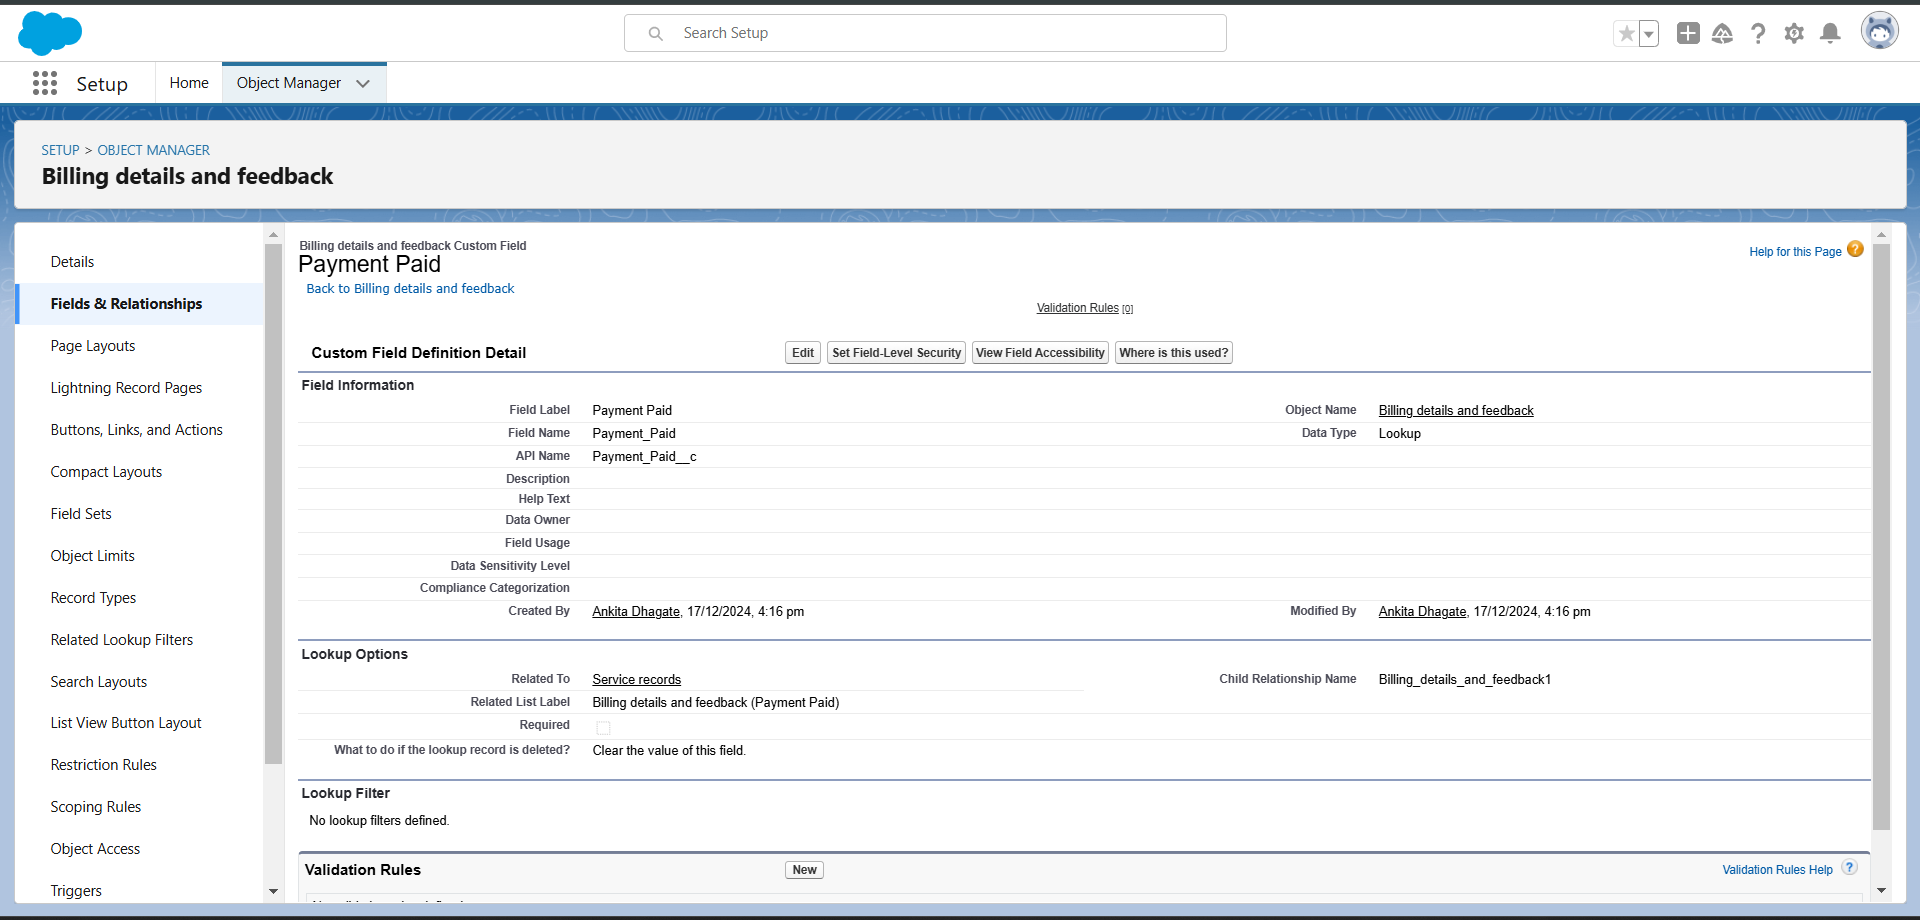 Search Setup
Setup
Home
Object Manager
SETUP > OBJECT MANAGER
Billing details and feedback
Details
Fields & Relationships
Page Layouts
Lightning Record Pages
Buttons, Links, and Actions
Compact Layouts
Field Sets
Object Limits
Record Types
Related Lookup Filters
Search Layouts
List View Button Layout
Restriction Rules
Scoping Rules
Object Access
Triggers
Billing details and feedback Custom Field
Payment Paid
Help for this Page ?
Back to Billing details and feedback
Validation Rules [0]
Custom Field Definition Detail
Edit
Set Field-Level Security
View Field Accessibility
Where is this used?
Field Information
Field Label Payment Paid
Object Name Billing details and feedback
Field Name Payment_Paid
Data Type Lookup
API Name Payment_Paid__c
Description
Help Text
Data Owner
Field Usage
Data Sensitivity Level
Compliance Categorization
Created By Ankita Dhagate, 17/12/2024, 4:16 pm
Modified By Ankita Dhagate, 17/12/2024, 4:16 pm
Lookup Options
Related To Service records
Child Relationship Name Billing_details_and_feedback1
Related List Label Billing details and feedback (Payment Paid)
Required
What to do if the lookup record is deleted? Clear the value of this field.
Lookup Filter
No lookup filters defined.
Validation Rules
New
Validation Rules Help ?